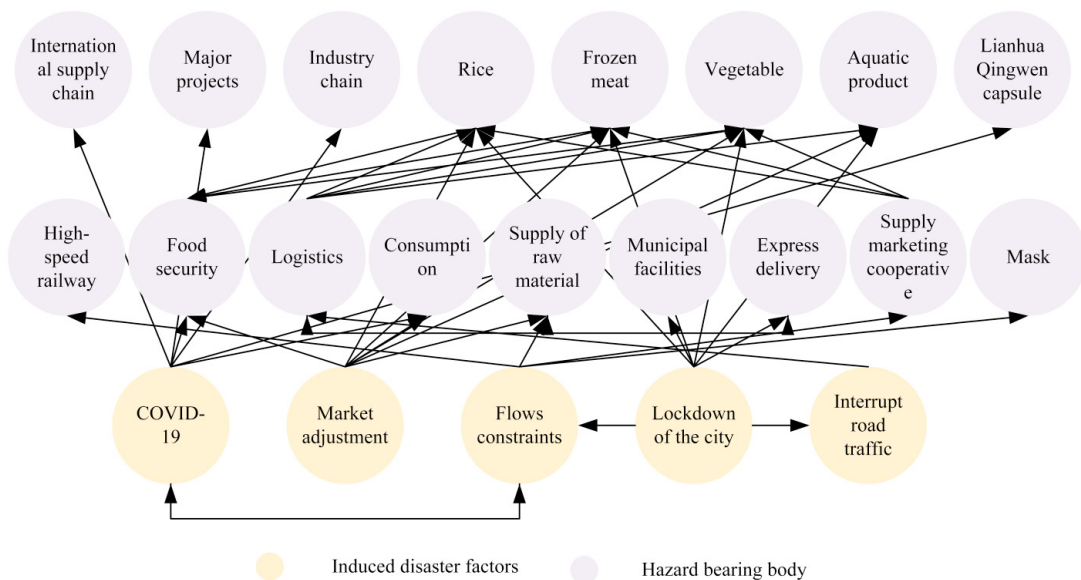 Internation
al supply
chain
Major
projects
Industry
chain
Rice
Frozen
meat
Vegetable
Aquatic
product
Lianhua
Qingwen
capsule
High-
speed
railway
Food
security
Logistics
Consumpti
on
Supply of
raw
material
Municipal
facilities
Express
delivery
Supply
marketing
cooperativ
e
Mask
COVID-
19
Market
adjustment
Flows
constraints
Lockdown
of the city
Interrupt
road
traffic
Induced disaster factors
Hazard bearing body